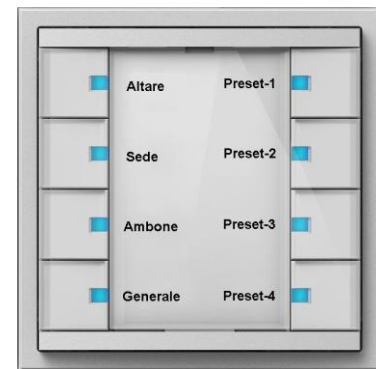 Altare Preset-1
Sede Preset-2
Ambone Preset-3
Generale Preset-4